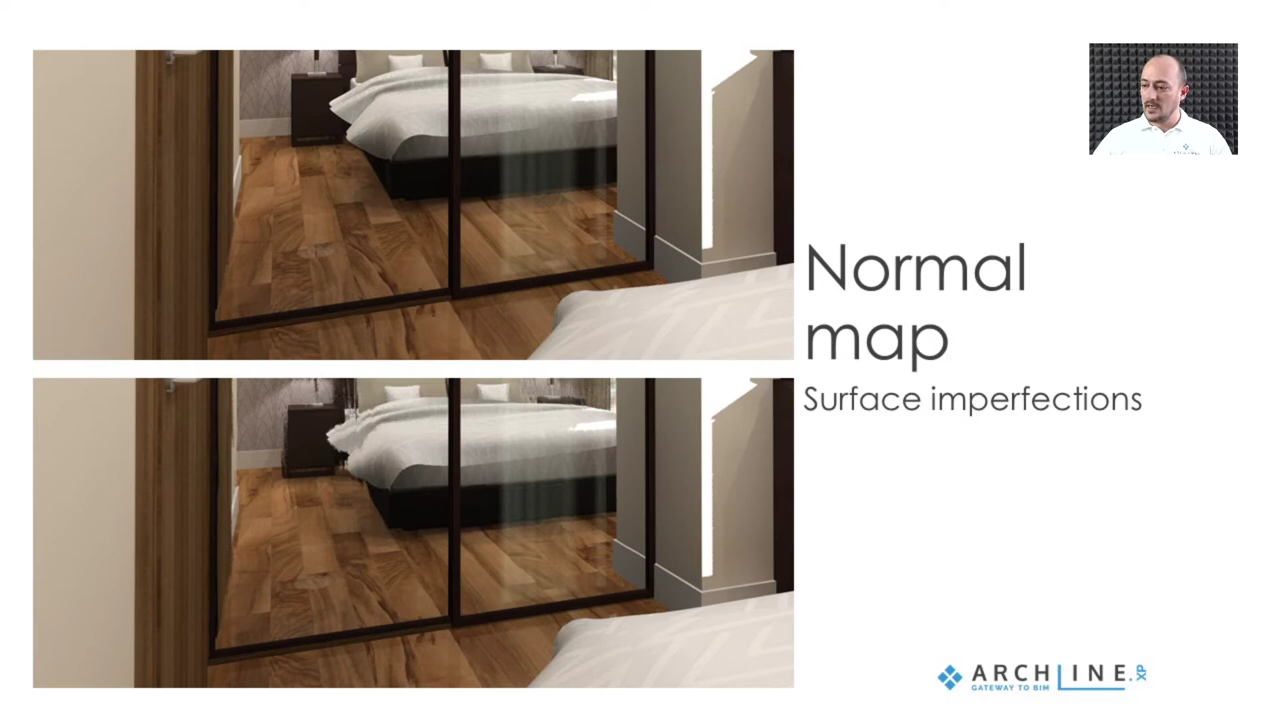 Normal
map
Surface imperfections
ARCHLINE.XP
GATEWAY TO BIM